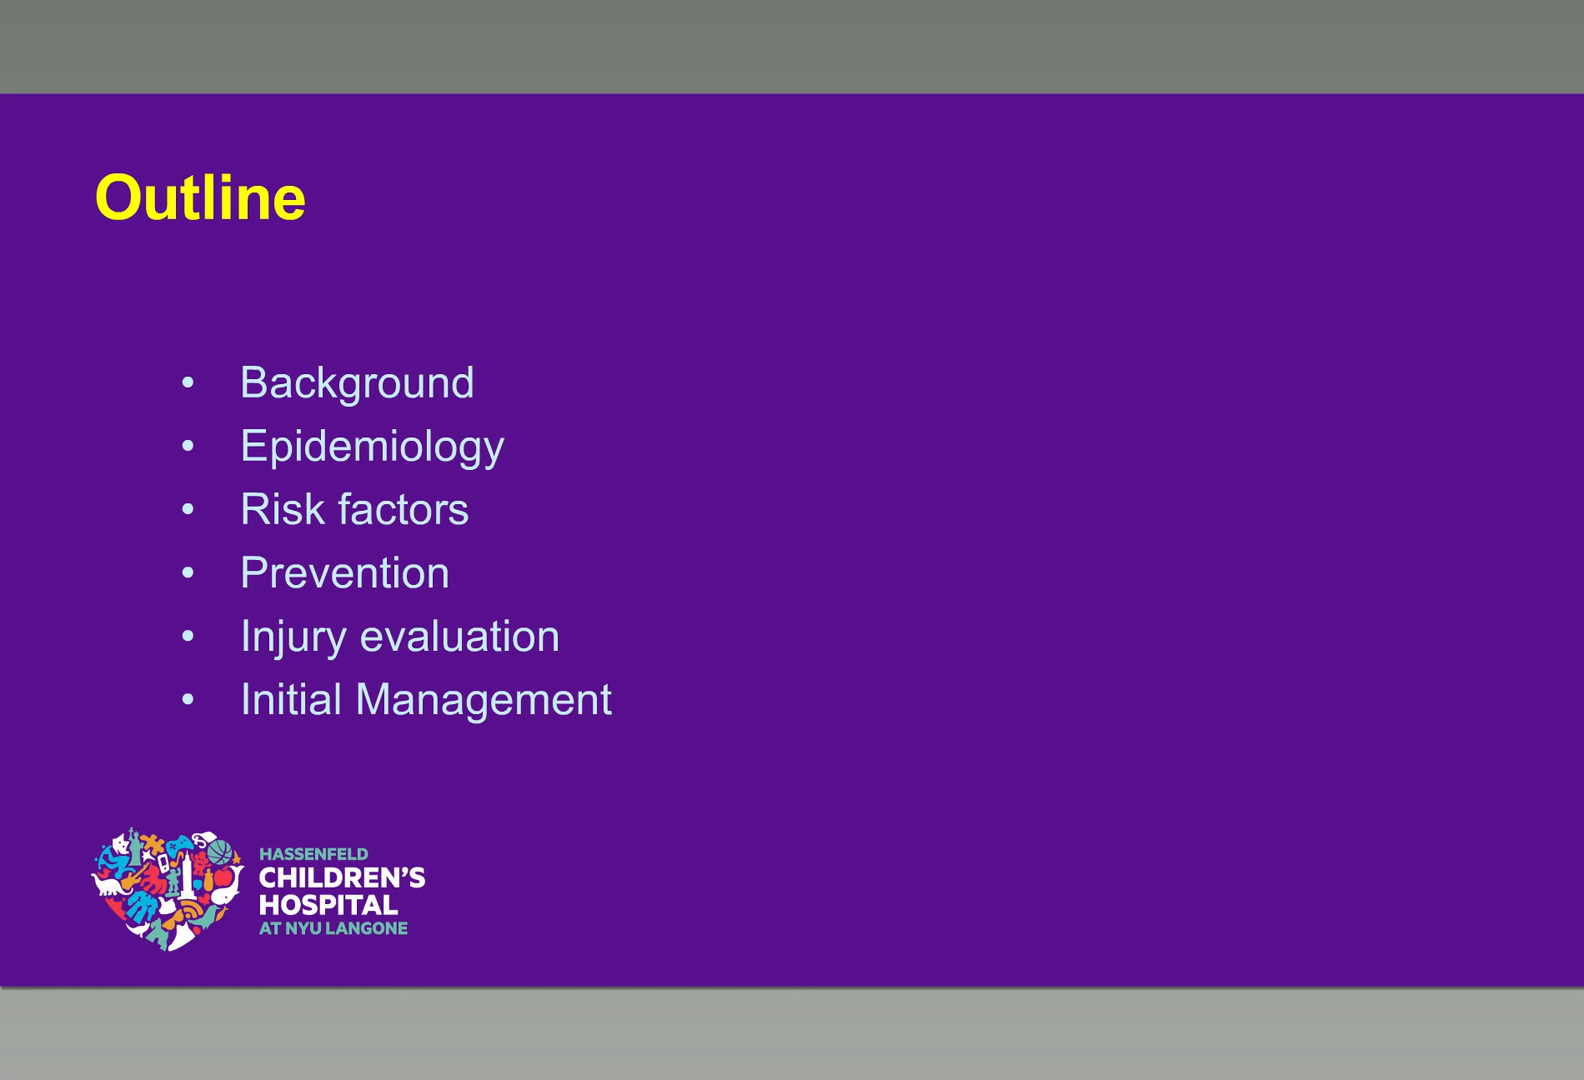 Outline
• Background
• Epidemiology
• Risk factors
• Prevention
• Injury evaluation
• Initial Management
HASSENFELD
CHILDREN’S
HOSPITAL
AT NYU LANGONE